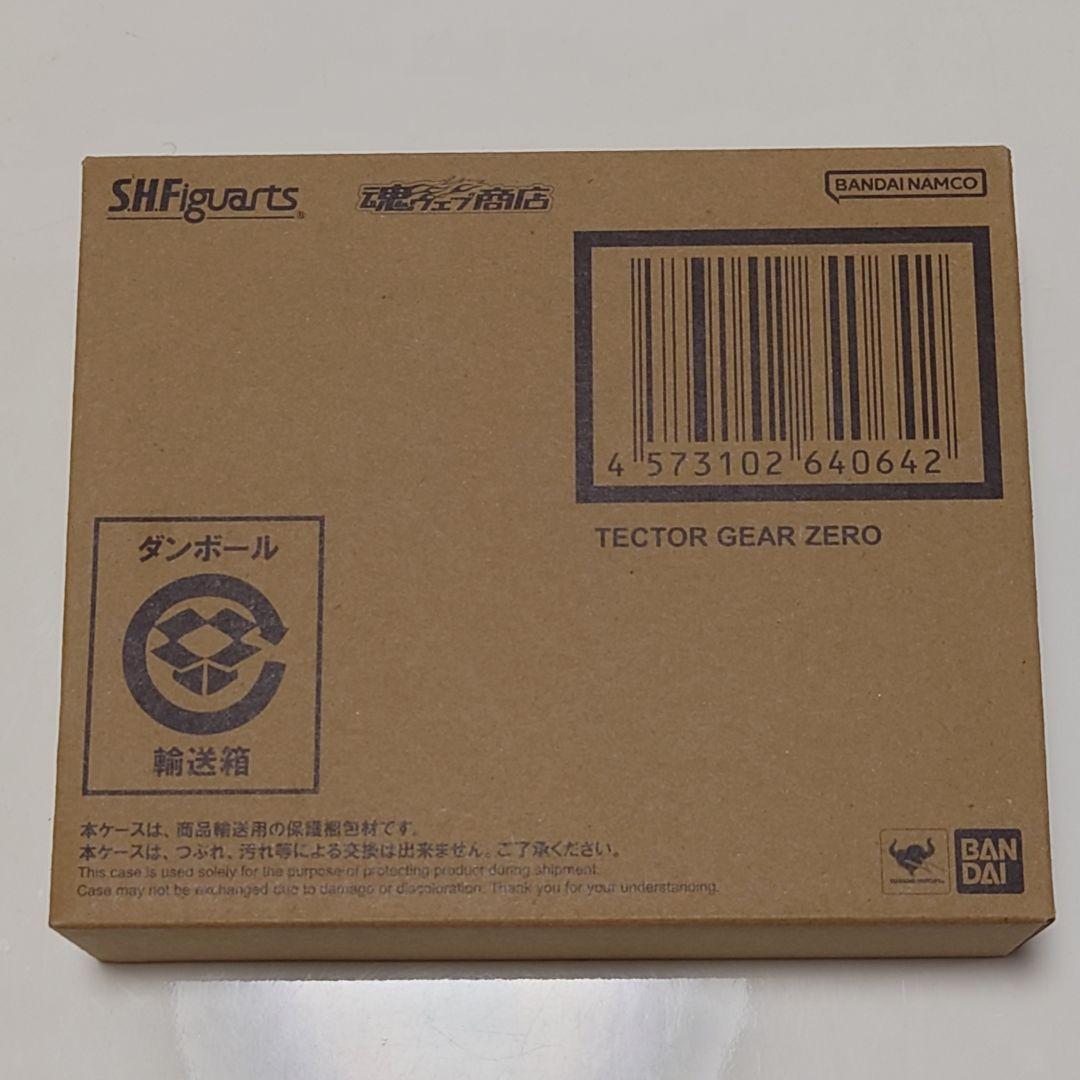 S.H.Figuarts
魂ウェブ商店
BANDAI NAMCO
4 573102 640642
TECTOR GEAR ZERO
ダンボール
輸送箱
本ケースは、商品輸送用の保護梱包材です。
本ケースは、つぶれ、汚れ等による交換は出来ません。ご了承ください。
This case is used solely for the purpose of protecting product during shipment.
Case may not be exchanged due to damage or discoloration. Thank you for your understanding.
BAN
DAI